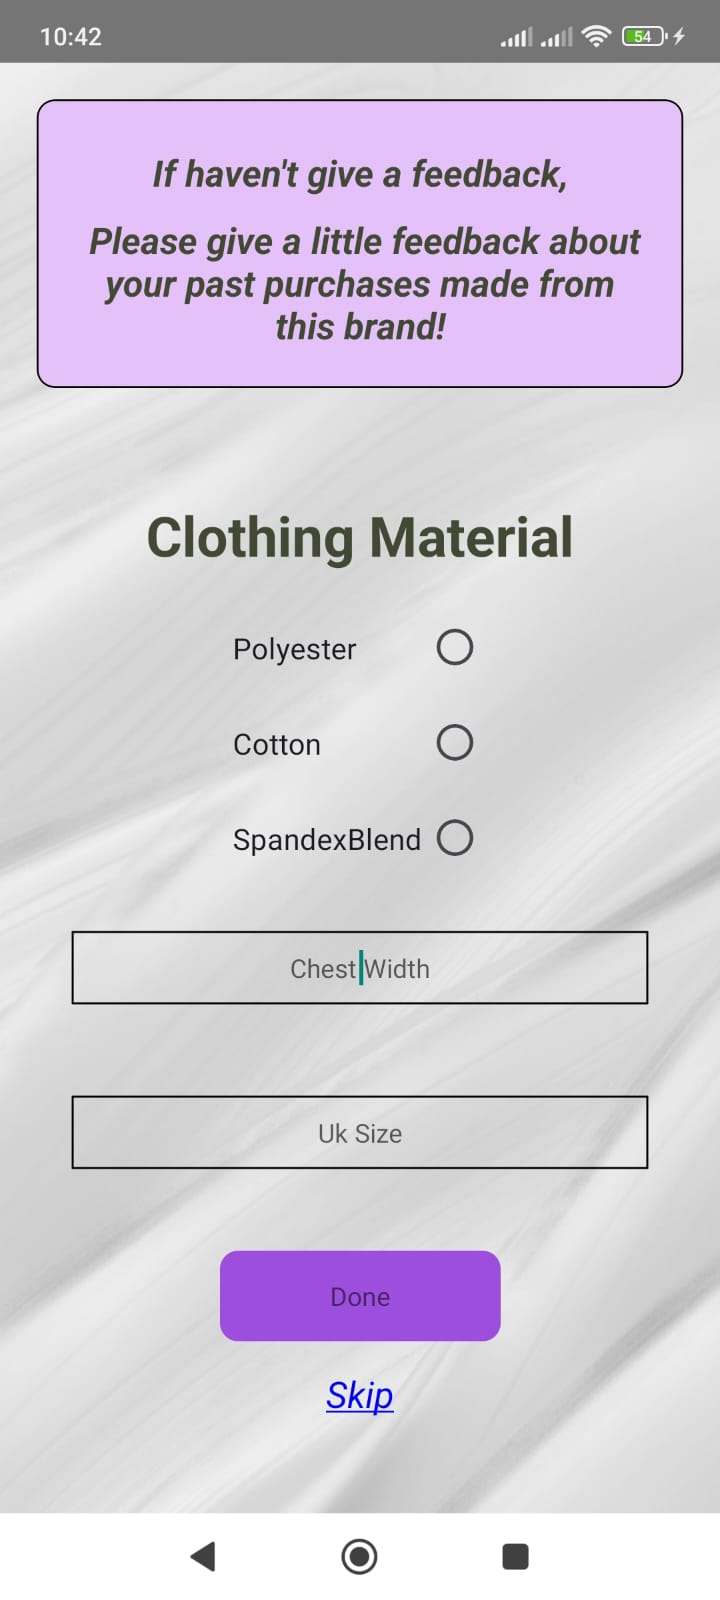 10:42
54
If haven't give a feedback,
Please give a little feedback about
your past purchases made from
this brand!
Clothing Material
Polyester
Cotton
SpandexBlend
Chest Width
Uk Size
Done
Skip